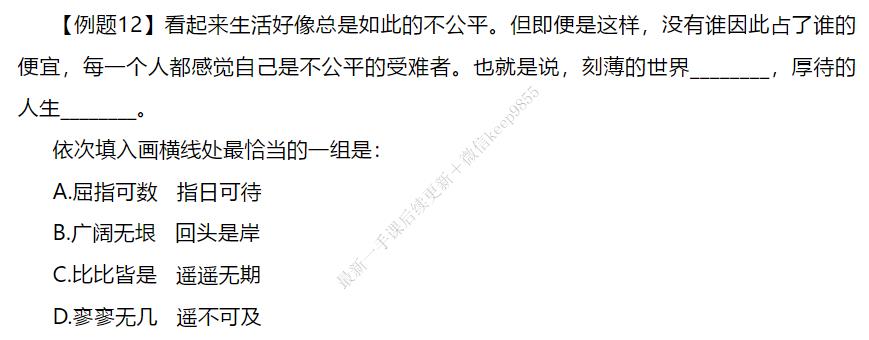 【例题12】看起来生活好像总是如此的不公平。但即便是这样，没有谁因此占了谁的
便宜，每一个人都感觉自己是不公平的受难者。也就是说，刻薄的世界________，厚待的
人生________。
依次填入画横线处最恰当的一组是：
A.屈指可数 指日可待
B.广阔无垠 回头是岸
C.比比皆是 遥遥无期
D.寥寥无几 遥不可及
最新一手课后续更新＋微信keep9855